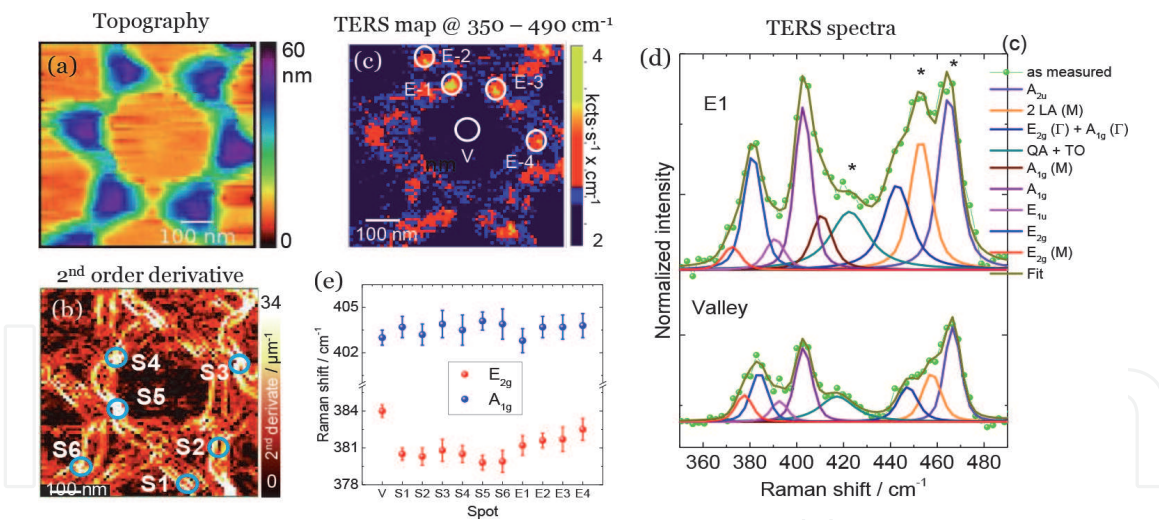 Topography
(a)
60
nm
0
100 nm
2nd order derivative
(b)
S4
S3
S5
S6
S2
S1
100 nm
34
2nd derivate / µm-1
0
TERS map @ 350 – 490 cm-1
(c)
E-2
E-1
E-3
V
E-4
100 nm
4
kcts·s-1 x cm-1
2
(e)
405
402
384
381
378
Raman shift / cm-1
E2g
A1g
V S1 S2 S3 S4 S5 S6 E1 E2 E3 E4
Spot
TERS spectra
(d)
(c)
E1
* * *
Valley
Normalized intensity
360 380 400 420 440 460 480
Raman shift / cm-1
as measured
A2u
2 LA (M)
E2g (Γ) + A1g (Γ)
QA + TO
A1g (M)
A1g
E1u
E2g
E2g (M)
Fit